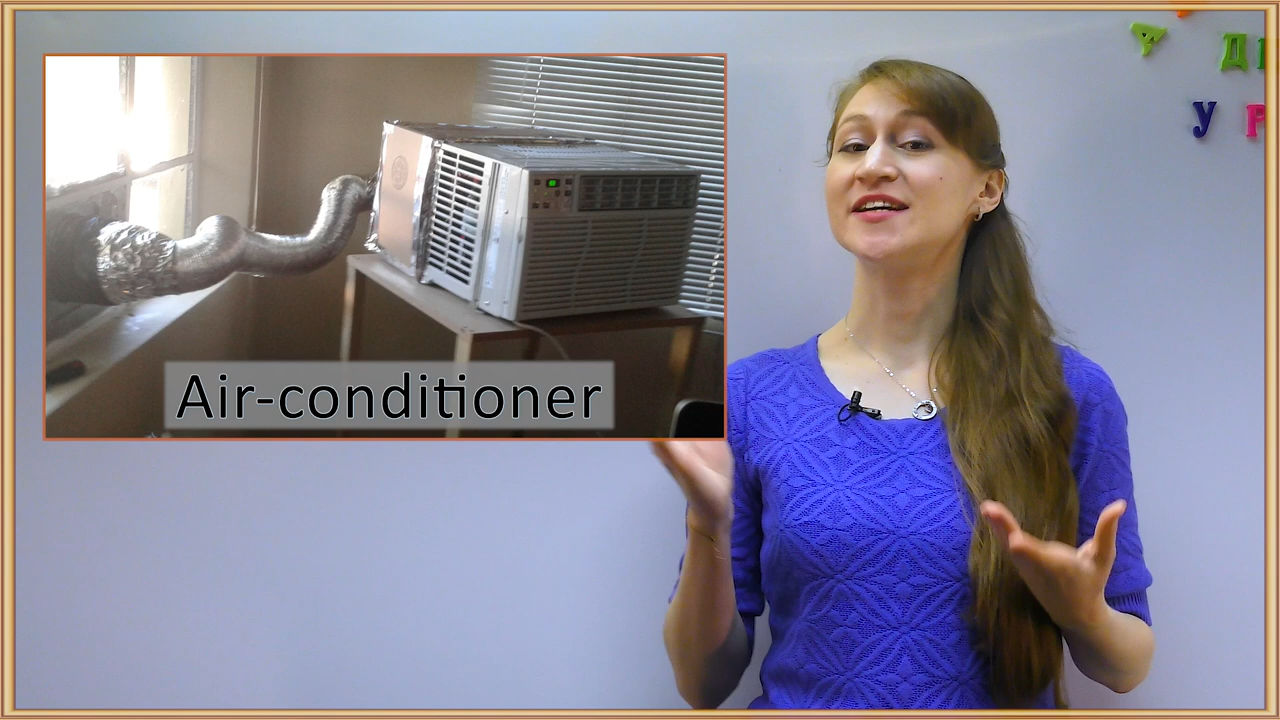 Air-conditioner
Д
У Р